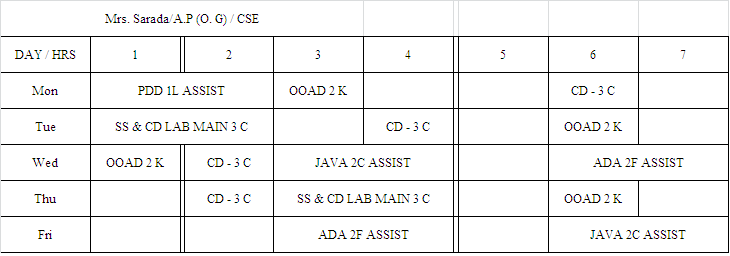 Mrs. Sarada/A.P (O. G) / CSE
DAY / HRS 1 2 3 4 5 6 7
Mon PDD 1L ASSIST OOAD 2 K CD - 3 C
Tue SS & CD LAB MAIN 3 C CD - 3 C OOAD 2 K
Wed OOAD 2 K CD - 3 C JAVA 2C ASSIST ADA 2F ASSIST
Thu CD - 3 C SS & CD LAB MAIN 3 C OOAD 2 K
Fri ADA 2F ASSIST JAVA 2C ASSIST